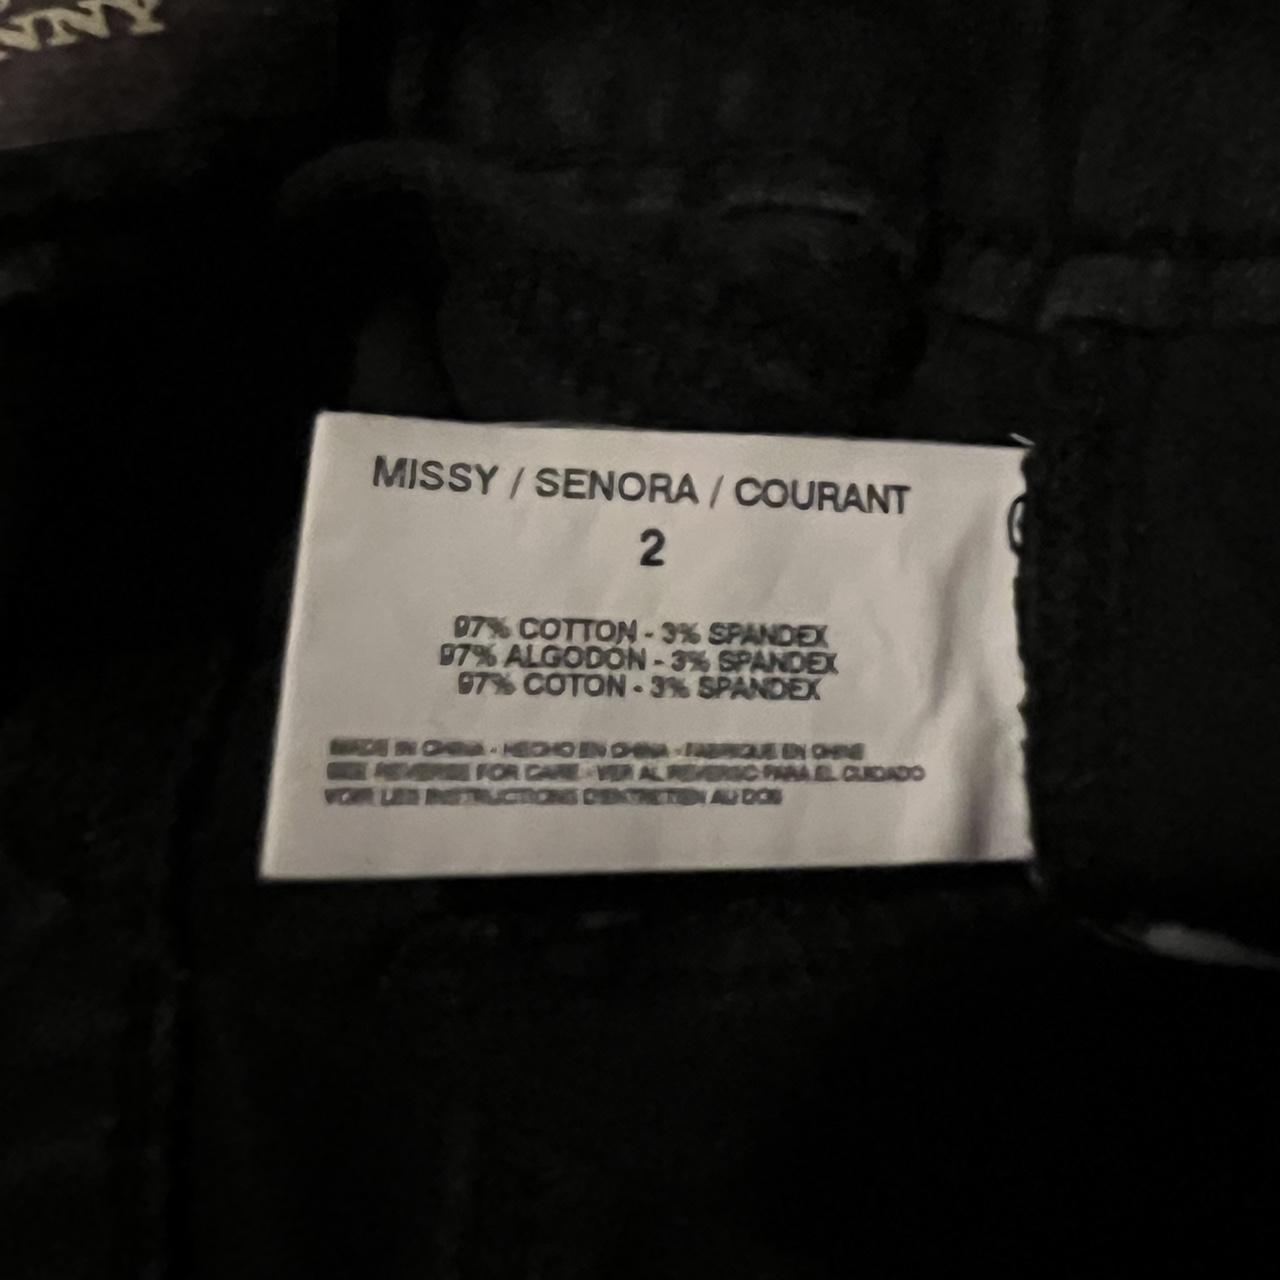 NNY
MISSY / SENORA / COURANT
2
97% COTTON - 3% SPANDEX
97% ALGODON - 3% SPANDEX
97% COTON - 3% SPANDEX
MADE IN CHINA - HECHO EN CHINA - FABRIQUE EN CHINE
SEE REVERSE FOR CARE - VER AL REVERSO PARA EL CUIDADO
VOIR LES INSTRUCTIONS D'ENTRETIEN AU DOS